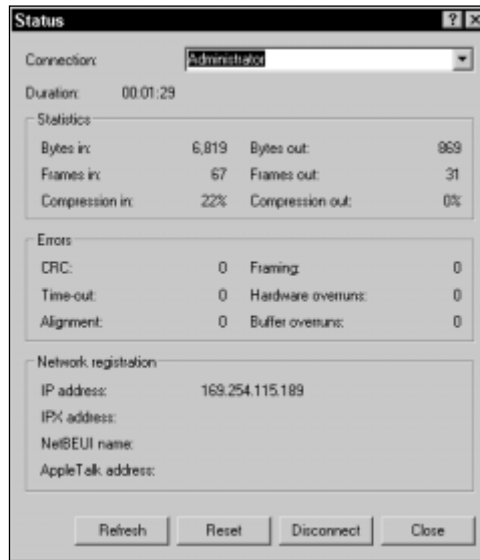 Status
Connection: Administrator
Duration: 00:01:29
Statistics
Bytes in: 6,819 Bytes out: 869
Frames in: 67 Frames out: 31
Compression in: 22% Compression out: 0%
Errors
CRC: 0 Framing: 0
Time-out: 0 Hardware overruns: 0
Alignment: 0 Buffer overruns: 0
Network registration
IP address: 169.254.115.189
IPX address:
NetBEUI name:
AppleTalk address:
Refresh Reset Disconnect Close